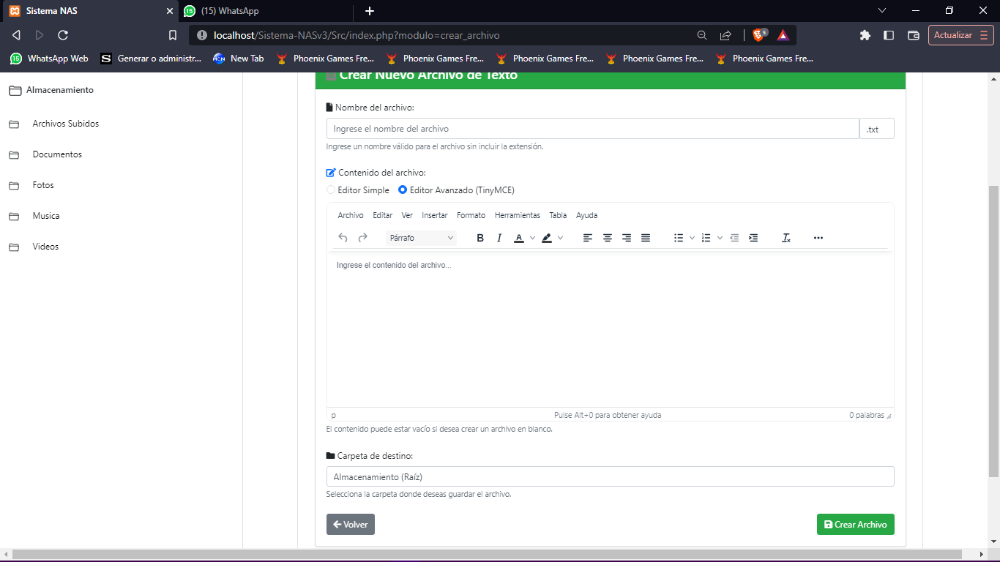 Sistema NAS
(15) WhatsApp
localhost/Sistema-NASv3/Src/index.php?modulo=crear_archivo
5
Actualizar
15 WhatsApp Web
S Generar o administr...
New Tab
Phoenix Games Fre...
Phoenix Games Fre...
Phoenix Games Fre...
Phoenix Games Fre...
Phoenix Games Fre...
Almacenamiento
Archivos Subidos
Documentos
Fotos
Musica
Videos
Crear Nuevo Archivo de Texto
Nombre del archivo:
Ingrese el nombre del archivo .txt
Ingrese un nombre válido para el archivo sin incluir la extensión.
Contenido del archivo:
Editor Simple Editor Avanzado (TinyMCE)
Archivo Editar Ver Insertar Formato Herramientas Tabla Ayuda
Párrafo B I A
Ingrese el contenido del archivo...
p Pulse Alt+0 para obtener ayuda 0 palabras
El contenido puede estar vacío si desea crear un archivo en blanco.
Carpeta de destino:
Almacenamiento (Raíz)
Selecciona la carpeta donde deseas guardar el archivo.
Volver
Crear Archivo